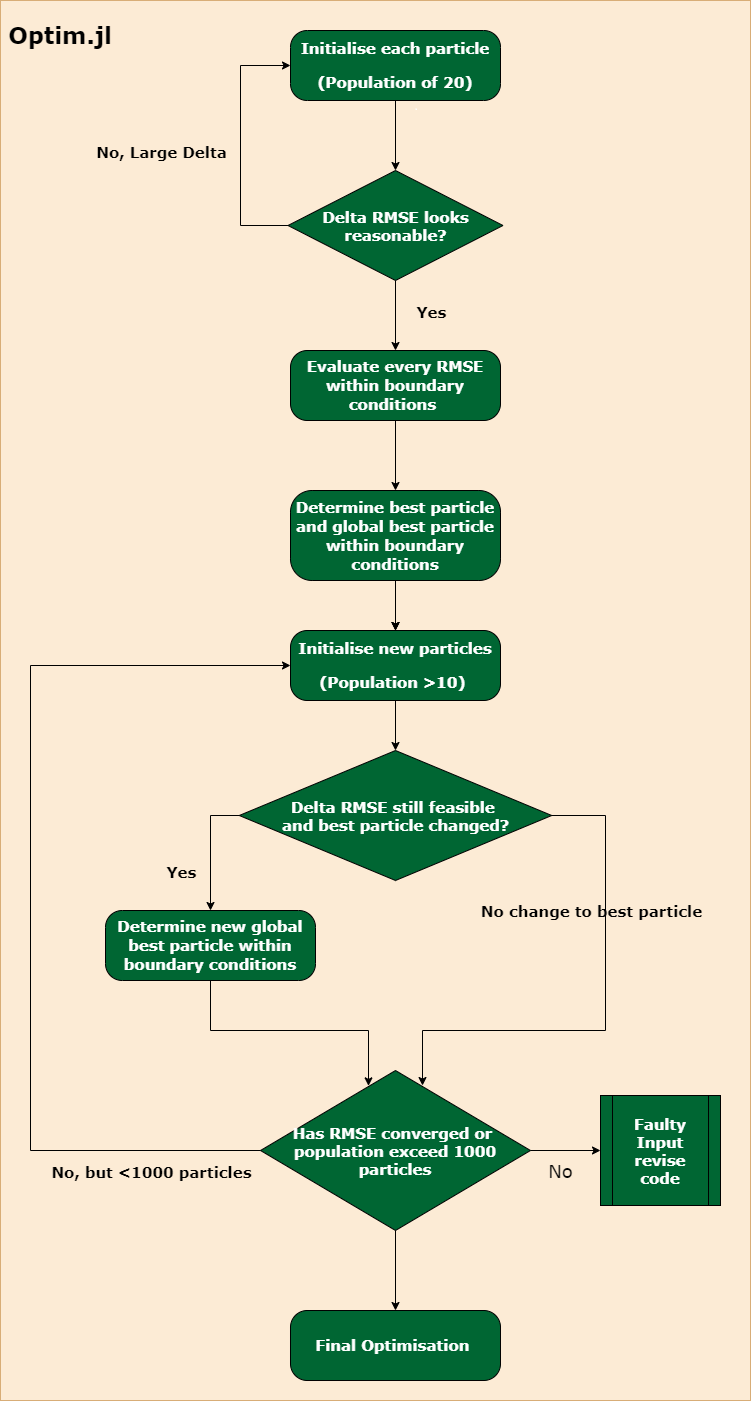 Optim.jl
Initialise each particle
(Population of 20)
No, Large Delta
Delta RMSE looks
reasonable?
Yes
Evaluate every RMSE
within boundary
conditions
Determine best particle
and global best particle
within boundary
conditions
Initialise new particles
(Population >10)
Delta RMSE still feasible
and best particle changed?
Yes
No change to best particle
Determine new global
best particle within
boundary conditions
Has RMSE converged or
population exceed 1000
particles
No, but <1000 particles
No
Faulty
Input
revise
code
Final Optimisation